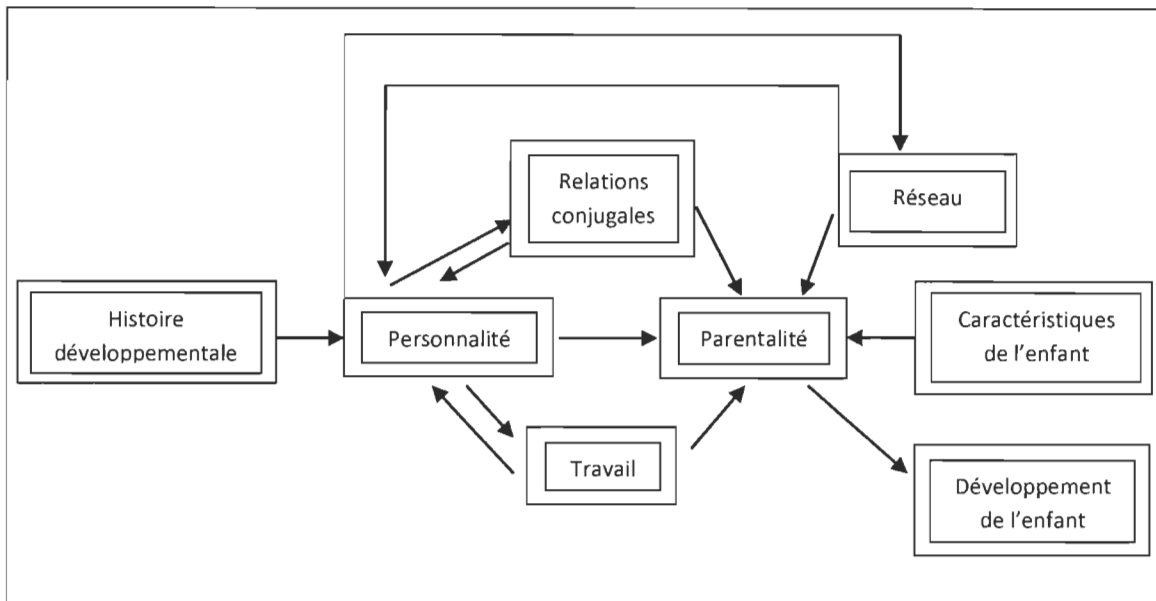 Relations
conjugales
Réseau
Histoire
développementale
Personnalité
Parentalité
Caractéristiques
de l'enfant
Travail
Développement
de l'enfant